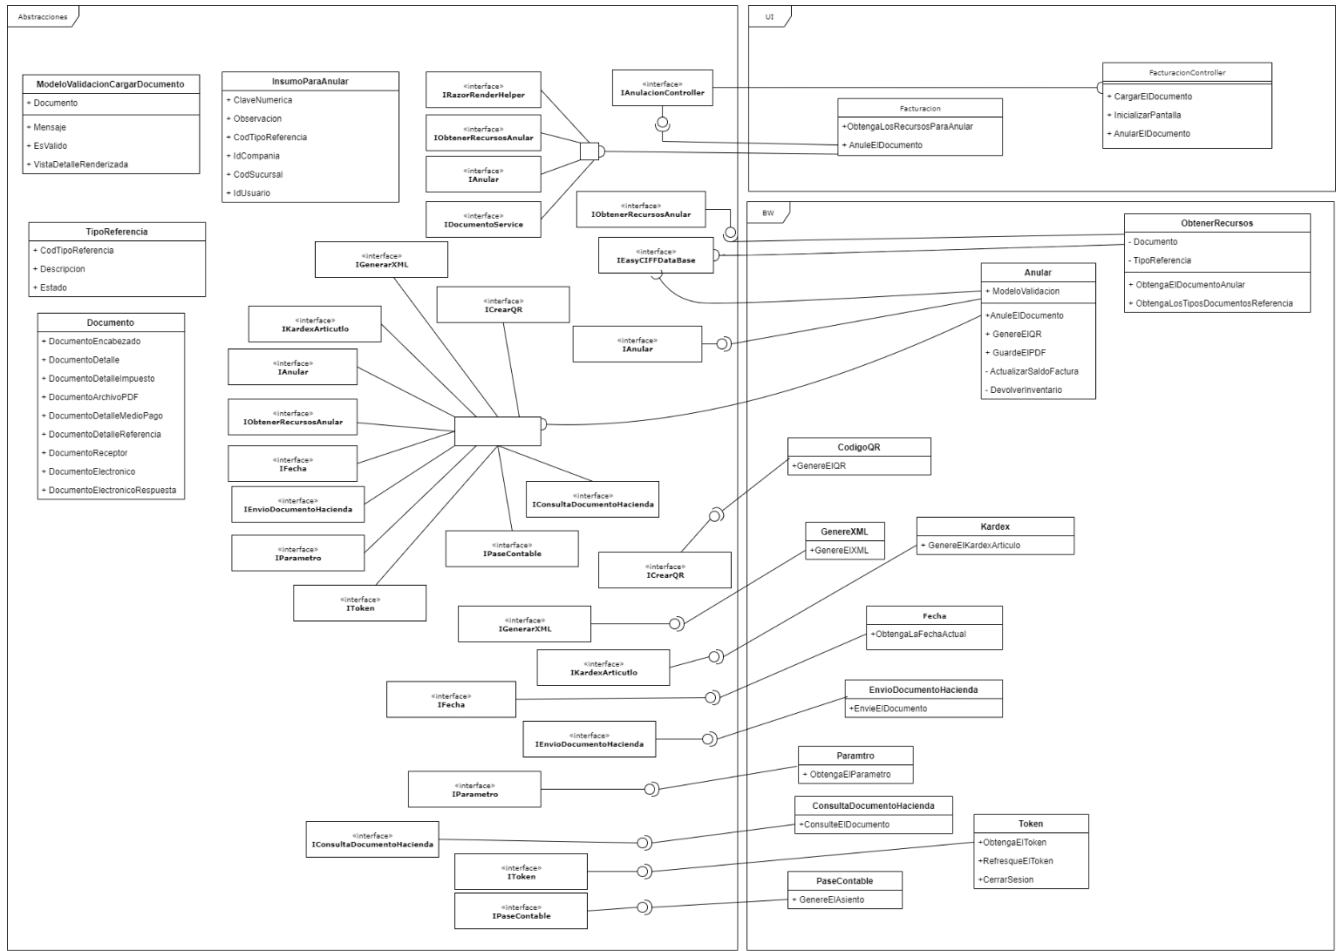 Abstracciones
ModeloValidacionCargarDocumento
+ Documento
+ Mensaje
+ EsValido
+ VistaDetalleRenderizada
InsumoParaAnular
+ ClaveNumerica
+ Observacion
+ CodTipoReferencia
+ IdCompania
+ CodSucursal
+ IdUsuario
«interface»
IRazorRenderHelper
«interface»
IObtenerRecursosAnular
«interface»
IAnular
«interface»
IDocumentoService
«interface»
IAnulacionController
TipoReferencia
+ CodTipoReferencia
+ Descripcion
+ Estado
Documento
+ DocumentoEncabezado
+ DocumentoDetalle
+ DocumentoDetalleImpuesto
+ DocumentoArchivoPDF
+ DocumentoDetalleMedioPago
+ DocumentoDetalleReferencia
+ DocumentoReceptor
+ DocumentoElectronico
+ DocumentoElectronicoRespuesta
«interface»
IObtenerRecursosAnular
«interface»
IEasyCIFFDataBase
«interface»
IGenerarXML
«interface»
ICrearQR
«interface»
IKardexArticutlo
«interface»
IAnular
«interface»
IAnular
«interface»
IObtenerRecursosAnular
«interface»
IFecha
«interface»
IEnvioDocumentoHacienda
«interface»
IParametro
«interface»
IToken
«interface»
IPaseContable
«interface»
IConsultaDocumentoHacienda
«interface»
ICrearQR
«interface»
IGenerarXML
«interface»
IKardexArticutlo
«interface»
IFecha
«interface»
IEnvioDocumentoHacienda
«interface»
IParametro
«interface»
IConsultaDocumentoHacienda
«interface»
IToken
«interface»
IPaseContable
UI
Facturacion
+ObtengaLosRecursosParaAnular
+ AnuleElDocumento
FacturacionController
+ CargarElDocumento
+ InicializarPantalla
+ AnularElDocumento
BW
ObtenerRecursos
- Documento
- TipoReferencia
+ ObtengaElDocumentoAnular
+ ObtengaLosTiposDocumentosReferencia
Anular
+ ModeloValidacion
+AnuleElDocumento
+ GenereElQR
+ GuardeElPDF
- ActualizarSaldoFactura
- DevolverInventario
CodigoQR
+GenereElQR
GenereXML
+GenereElXML
Kardex
+ GenereElKardexArticulo
Fecha
+ObtengaLaFechaActual
EnvioDocumentoHacienda
+EnvieElDocumento
Paramtro
+ ObtengaElParametro
ConsultaDocumentoHacienda
+ConsulteElDocumento
Token
+ObtengaElToken
+RefresqueElToken
+CerrarSesion
PaseContable
+ GenereElAsiento